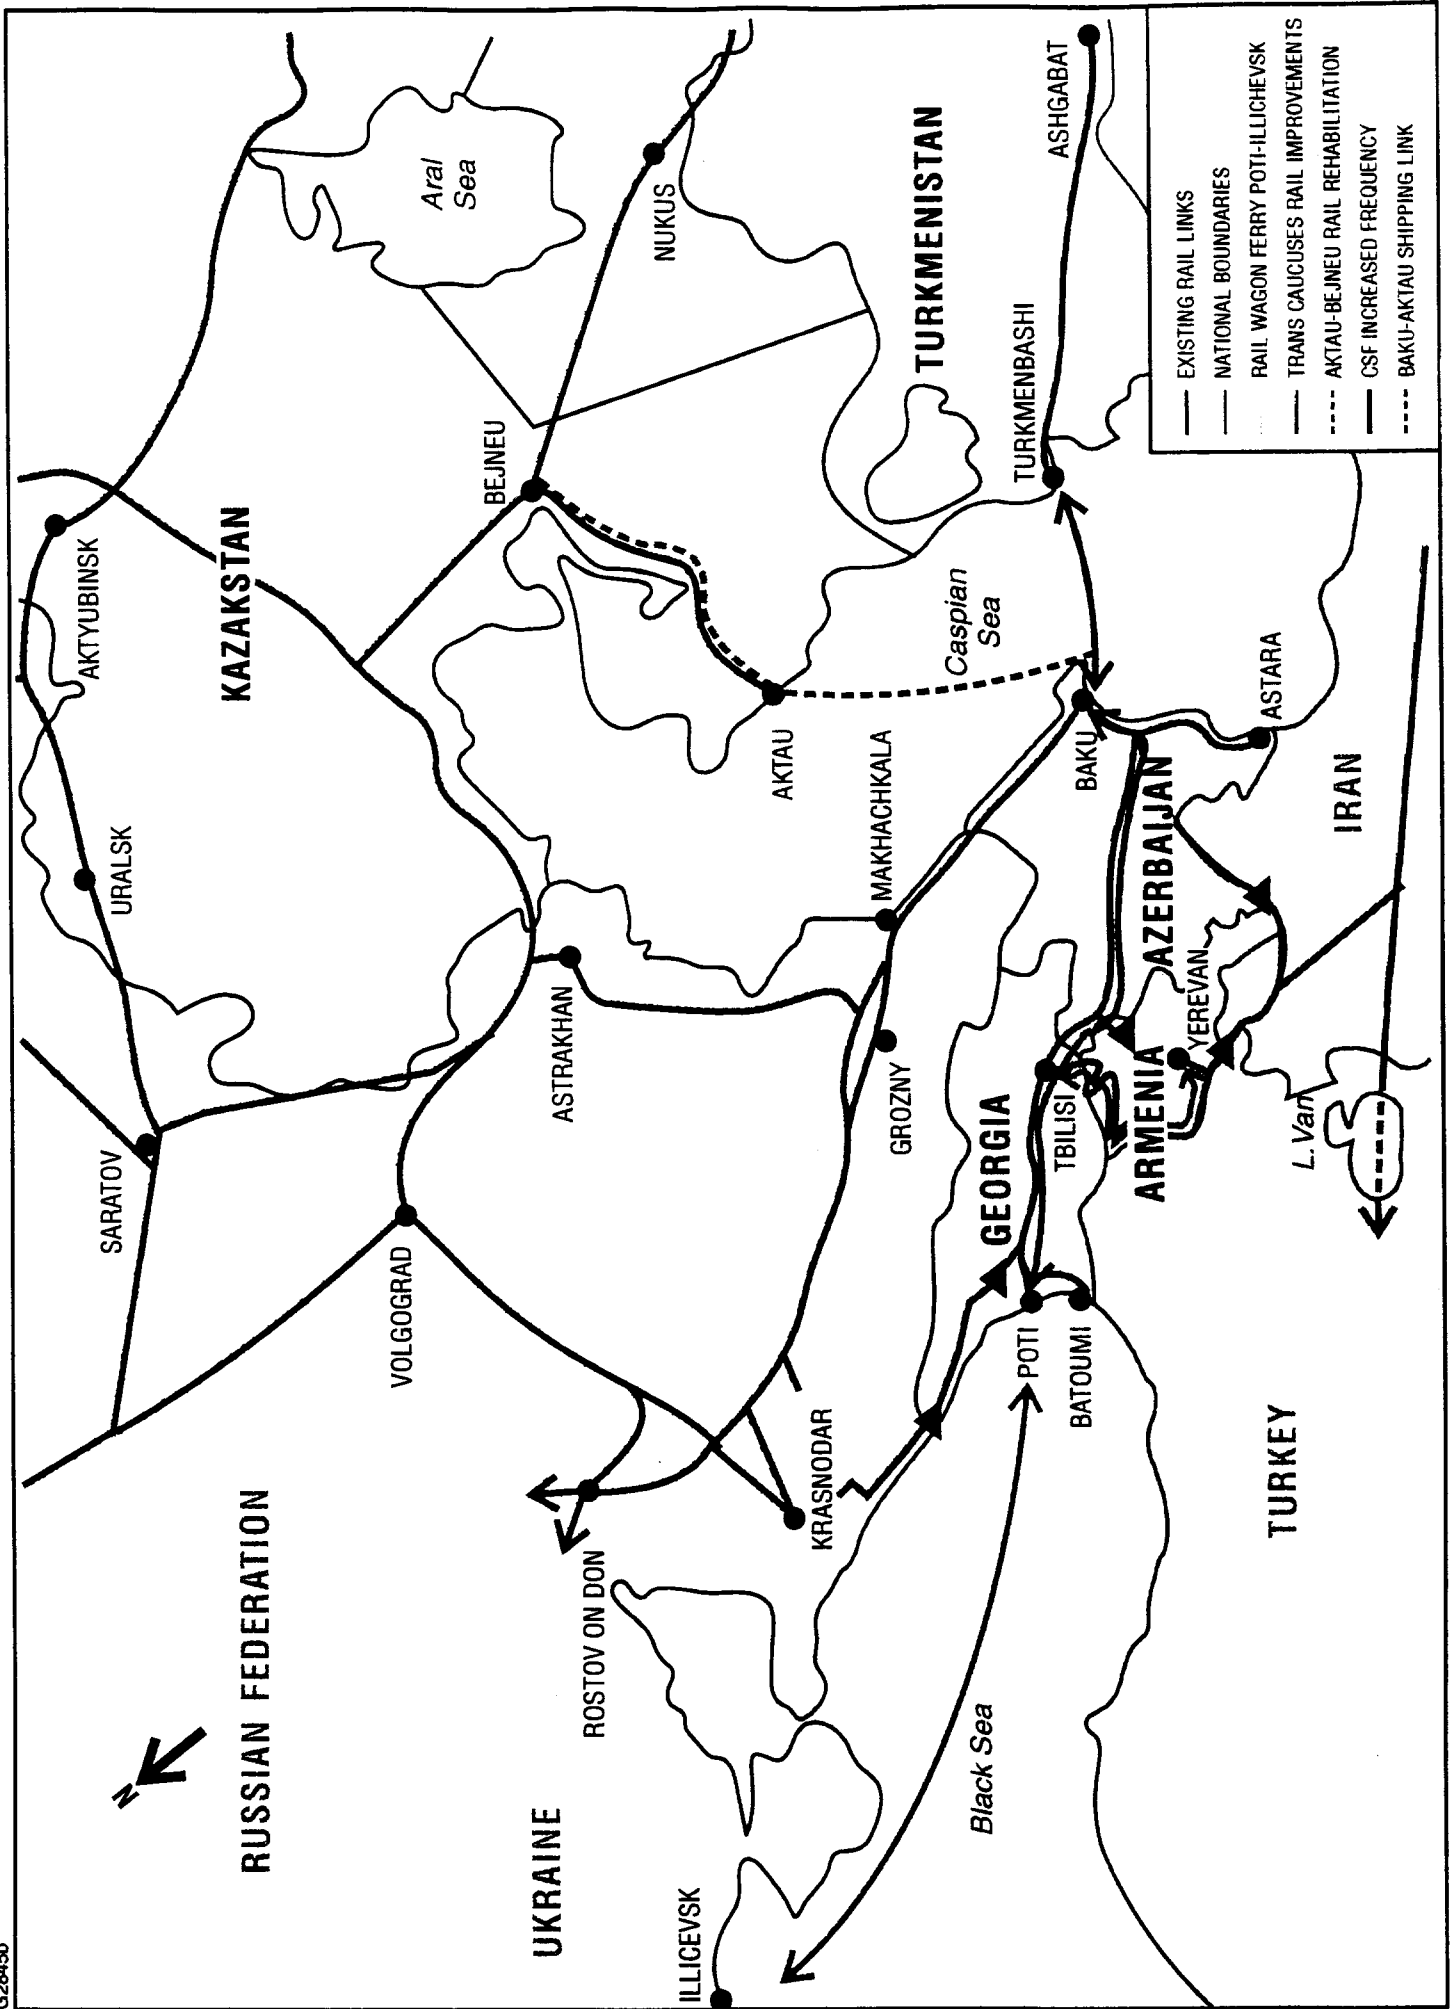 N
SARATOV
URALSK
AKTYUBINSK
RUSSIAN FEDERATION
KAZAKSTAN
VOLGOGRAD
Aral
Sea
UKRAINE
ROSTOV ON DON
ASTRAKHAN
BEJNEU
NUKUS
ILLICEVSK
KRASNODAR
GROZNY
MAKHACHKALA
AKTAU
TURKMENISTAN
Black Sea
GEORGIA
Caspian
Sea
POTI
TBILISI
BAKU
TURKMENBASHI
ASHGABAT
BATOUMI
ARMENIA
YEREVAN
AZERBAIJAN
ASTARA
TURKEY
L. Van
IRAN
EXISTING RAIL LINKS
NATIONAL BOUNDARIES
RAIL WAGON FERRY POTI-ILLICHEVSK
TRANS CAUCUSES RAIL IMPROVEMENTS
AKTAU-BEJNEU RAIL REHABILITATION
CSF INCREASED FREQUENCY
BAKU-AKTAU SHIPPING LINK